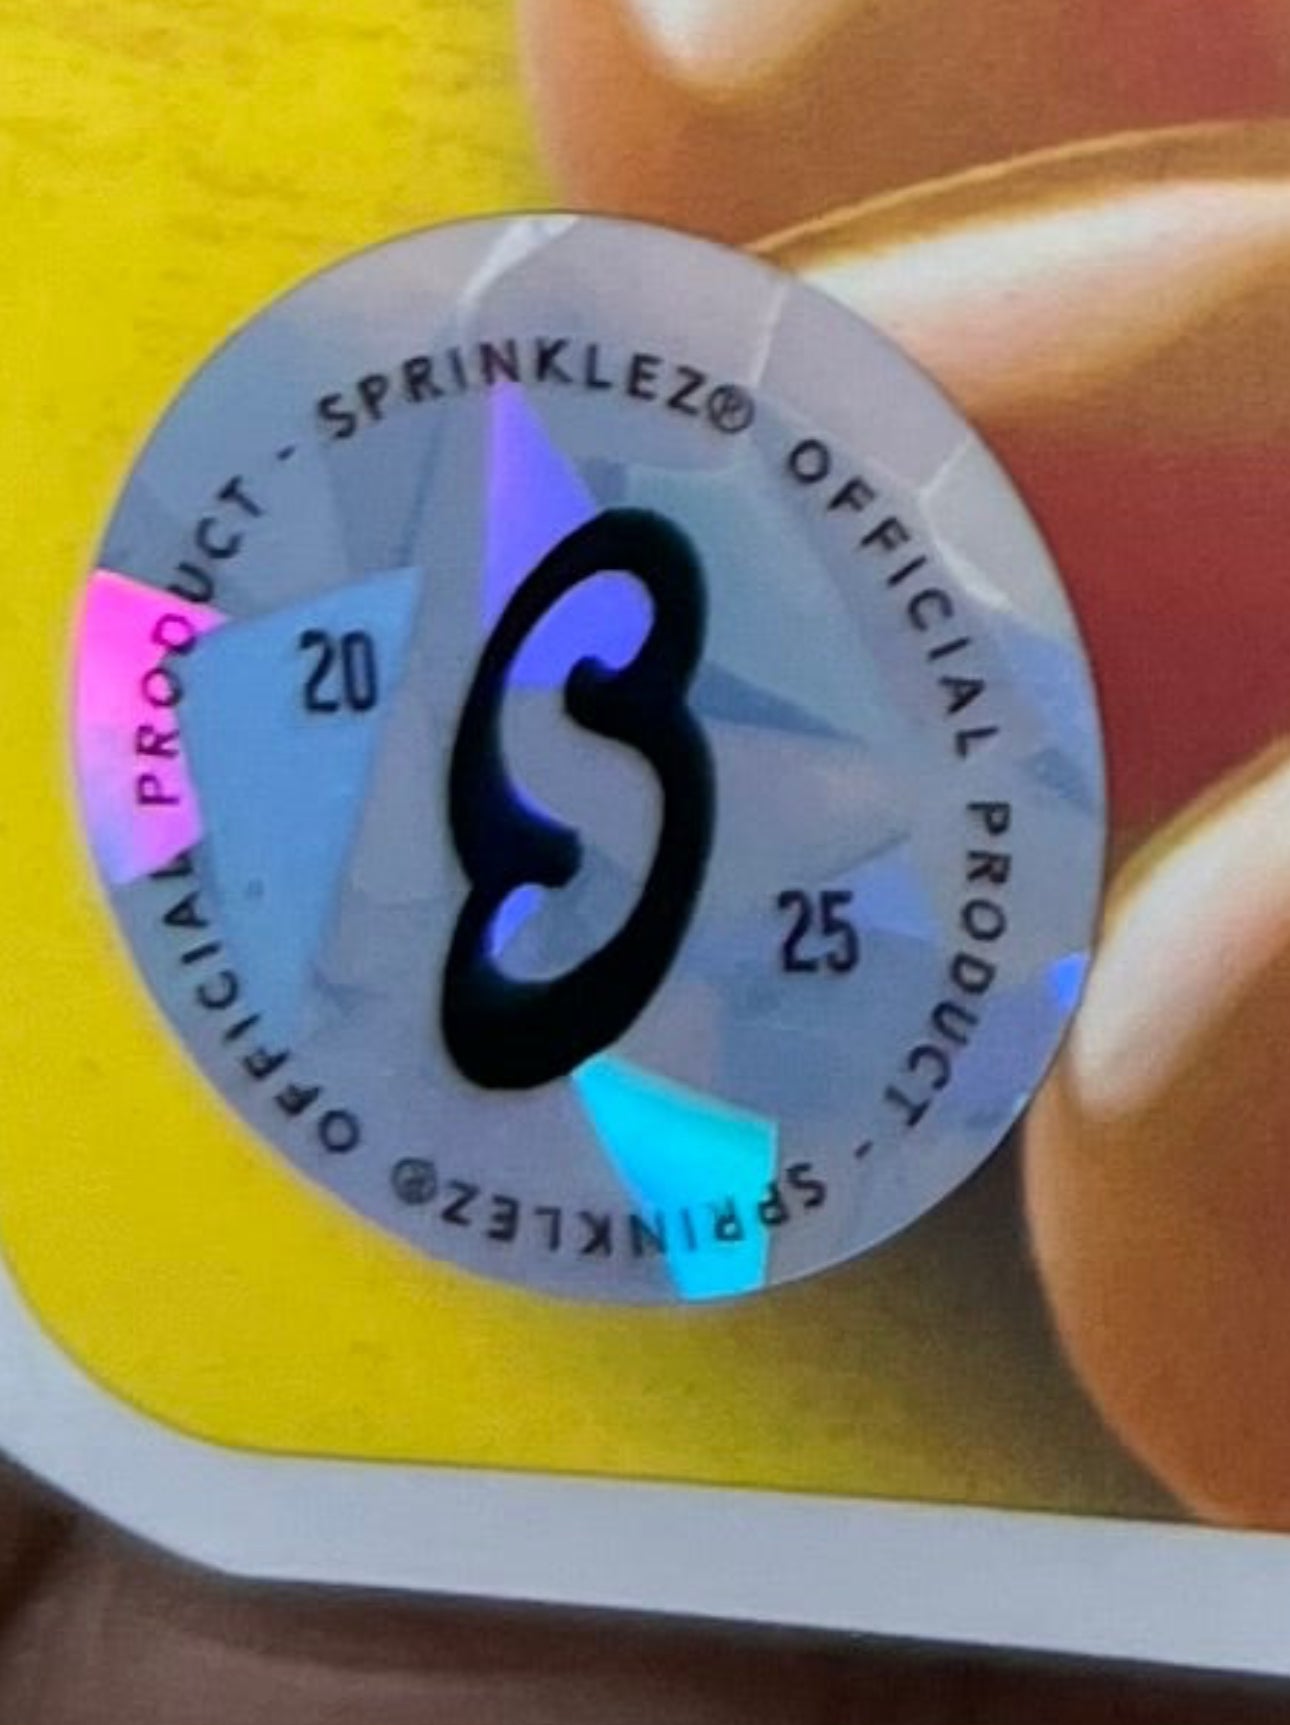 SPRINKLEZ® OFFICIAL PRODUCT - SPRINKLEZ® OFFICIAL PRODUCT -
20
S
25